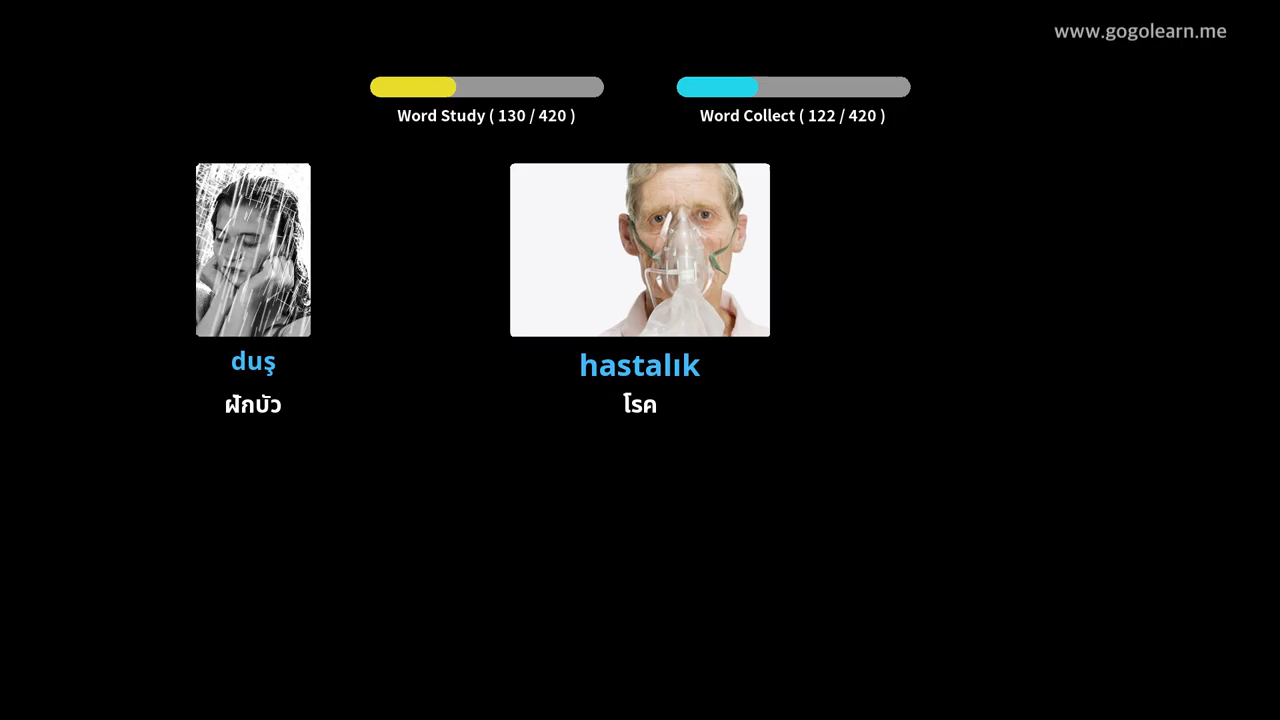 www.gogolearn.me
Word Study ( 130 / 420 )
Word Collect ( 122 / 420 )
duş
ฝักบัว
hastalık
โรค